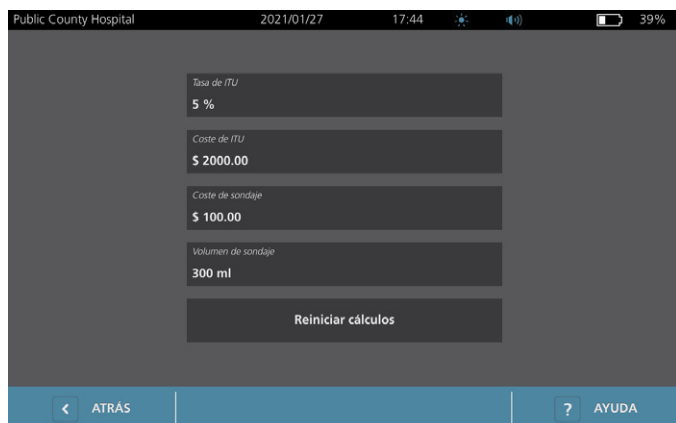 Public County Hospital 2021/01/27 17:44 39%
Tasa de ITU
5 %
Coste de ITU
$ 2000.00
Coste de sondaje
$ 100.00
Volumen de sondaje
300 ml
Reiniciar cálculos
< ATRÁS ? AYUDA